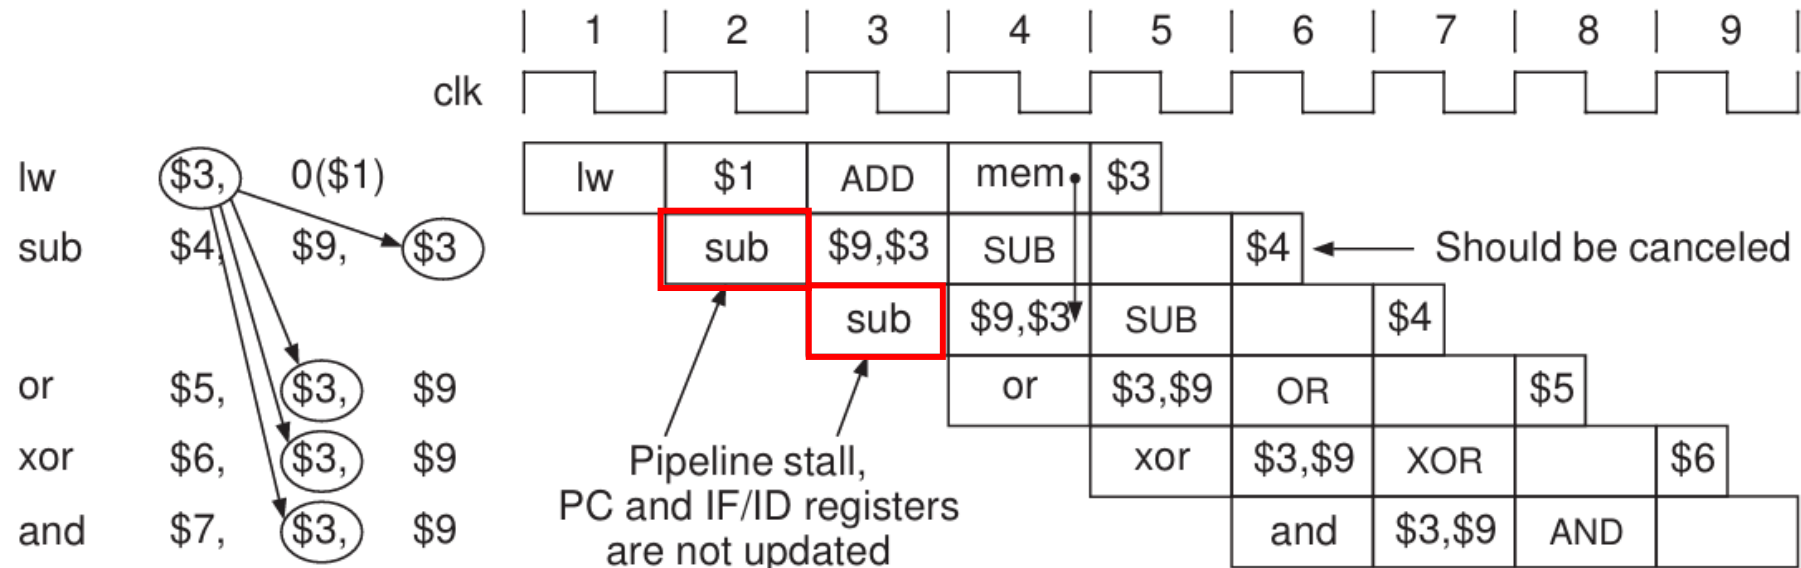 1 2 3 4 5 6 7 8 9
clk
lw $3, 0($1) lw $1 ADD mem $3
sub $4, $9, $3 sub $9,$3 SUB $4 Should be canceled
sub $9,$3 SUB $4
or $5, $3, $9 or $3,$9 OR $5
xor $6, $3, $9 xor $3,$9 XOR $6
Pipeline stall,
PC and IF/ID registers
are not updated
and $7, $3, $9 and $3,$9 AND